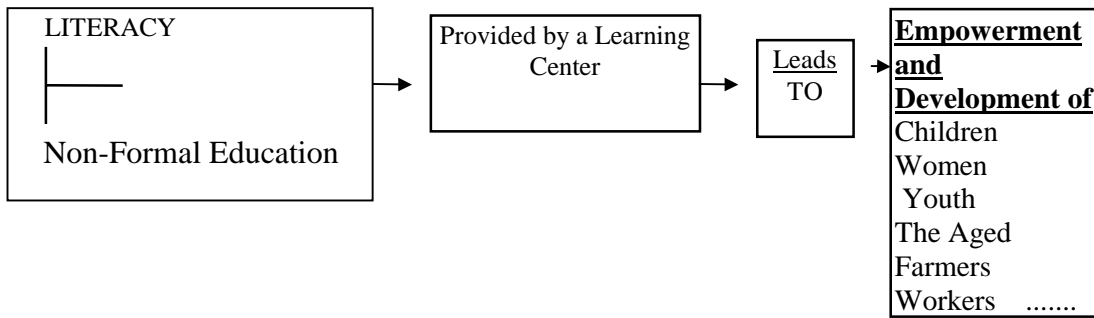 LITERACY
Non-Formal Education
Provided by a Learning
Center
Leads
TO
Empowerment
and
Development of
Children
Women
Youth
The Aged
Farmers
Workers .......